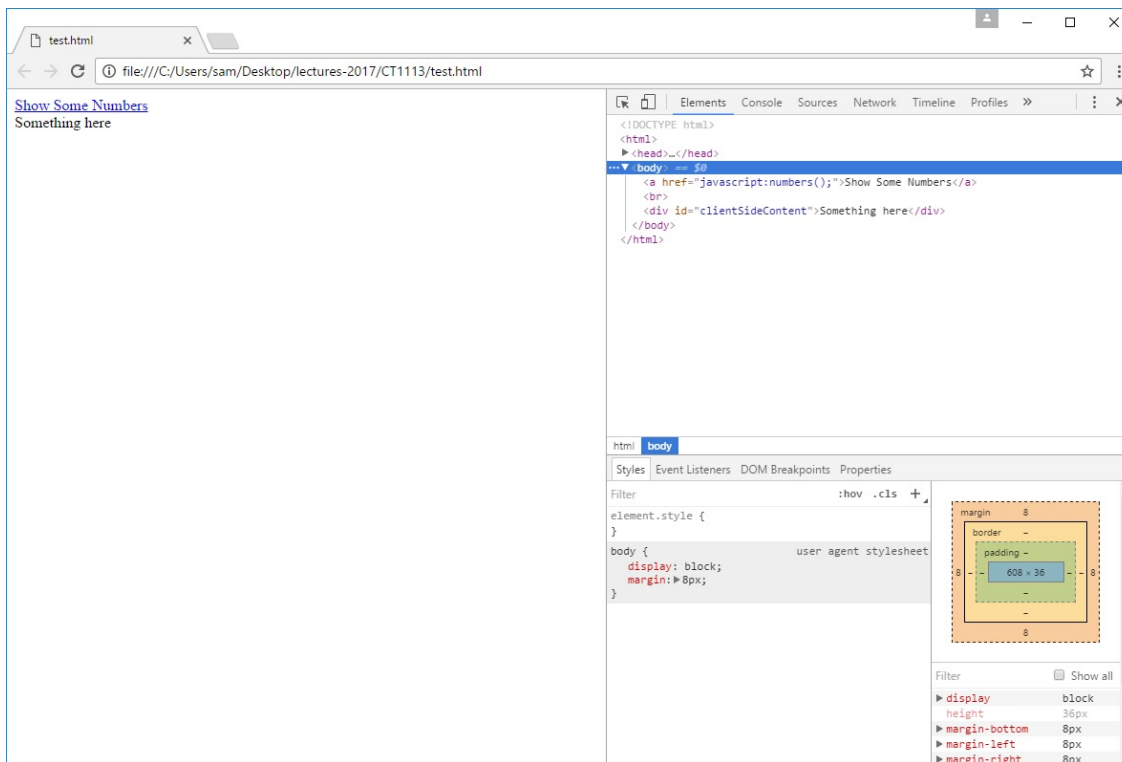 test.html
file:///C:/Users/sam/Desktop/lectures-2017/CT1113/test.html
Show Some Numbers
Something here
Elements Console Sources Network Timeline Profiles »
<!DOCTYPE html>
<html>
<head>…</head>
<body> == $0
<a href="javascript:numbers();">Show Some Numbers</a>
<br>
<div id="clientSideContent">Something here</div>
</body>
</html>
html body
Styles Event Listeners DOM Breakpoints Properties
Filter :hov .cls +
element.style {
}
body { user agent stylesheet
display: block;
margin: 8px;
}
margin 8
border –
padding –
8 – – 608 × 36 – – 8
–
–
8
Filter Show all
display block
height 36px
margin-bottom 8px
margin-left 8px
margin-right 8px